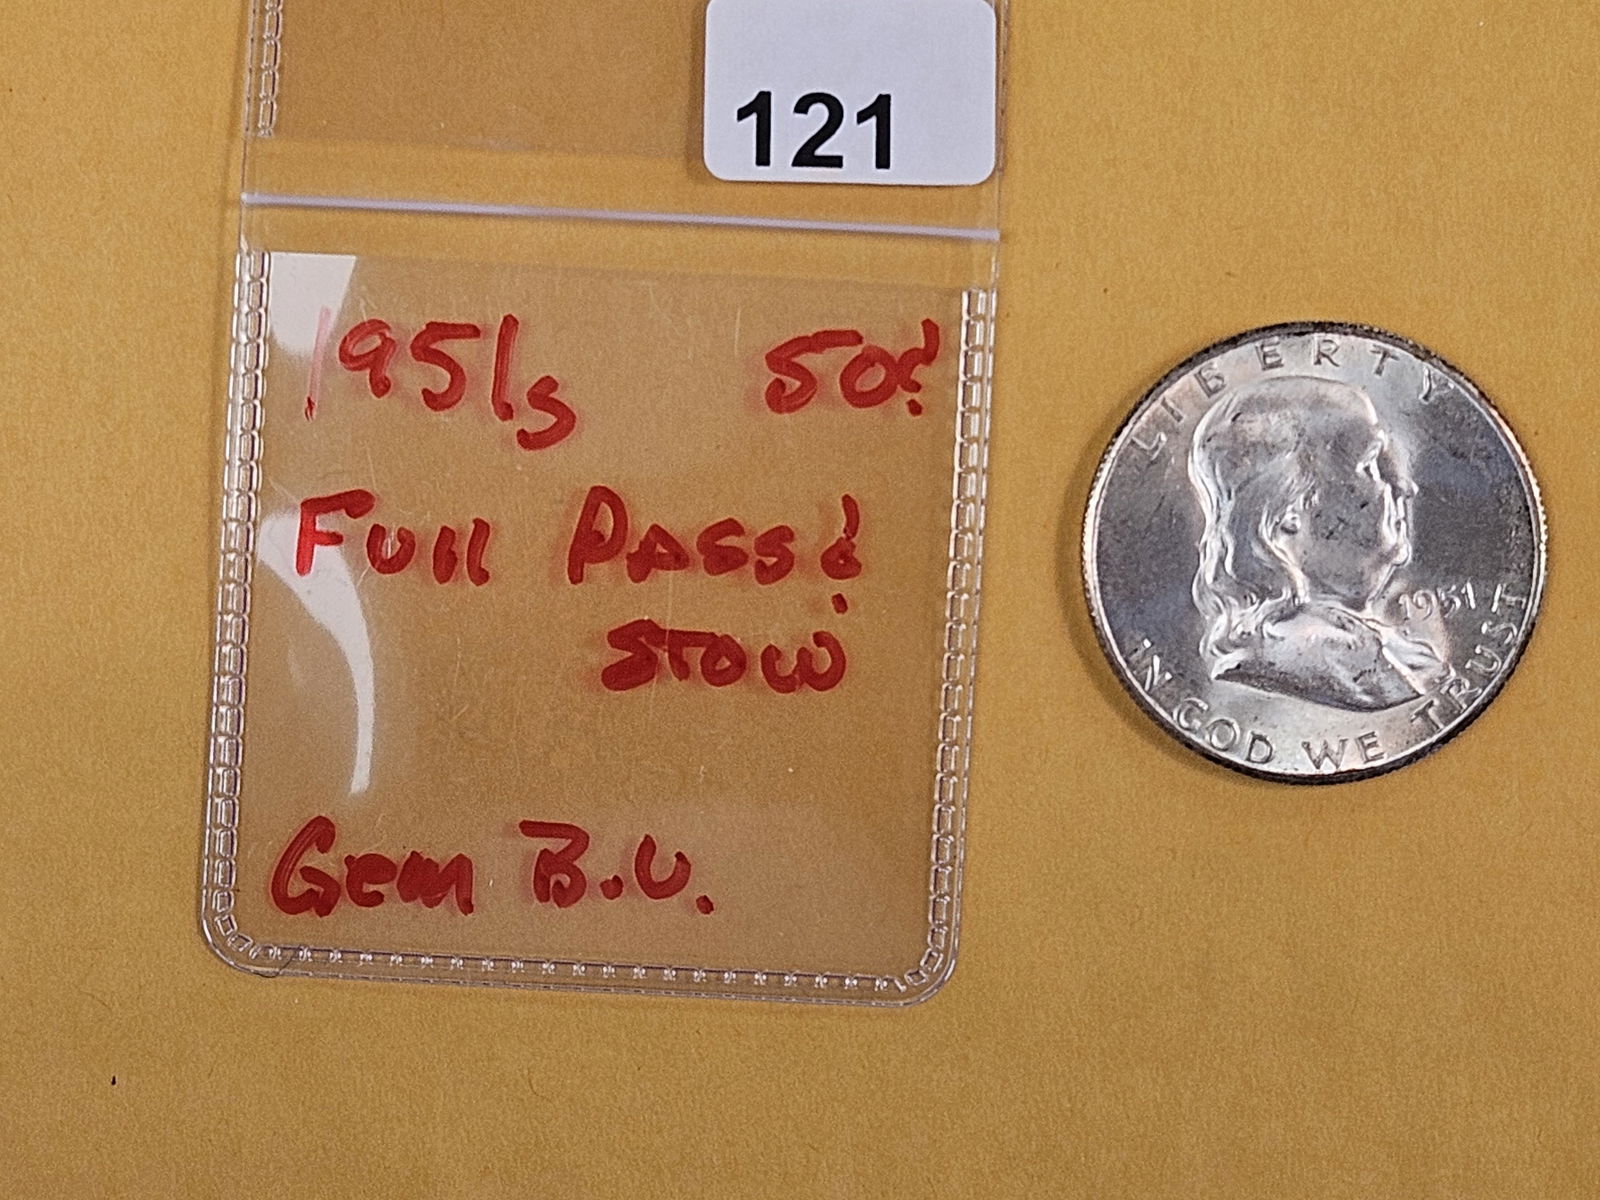 121
1951s 50¢
Full Pass &
Stow
Gem B.U.
LIBERTY
1951
IN GOD WE TRUST